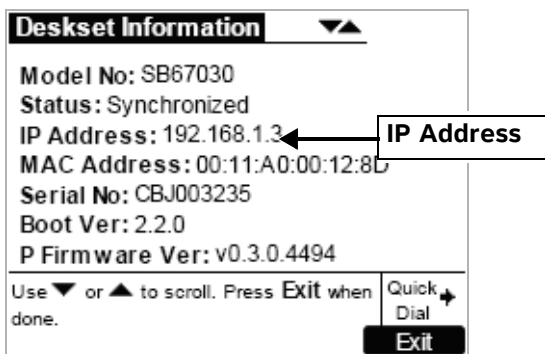 Deskset Information ▼▲
Model No: SB67030
Status: Synchronized
IP Address: 192.168.1.3
IP Address
MAC Address: 00:11:A0:00:12:8D
Serial No: CBJ003235
Boot Ver: 2.2.0
P Firmware Ver: v0.3.0.4494
Use ▼ or ▲ to scroll. Press Exit when
done.
Quick
Dial
Exit